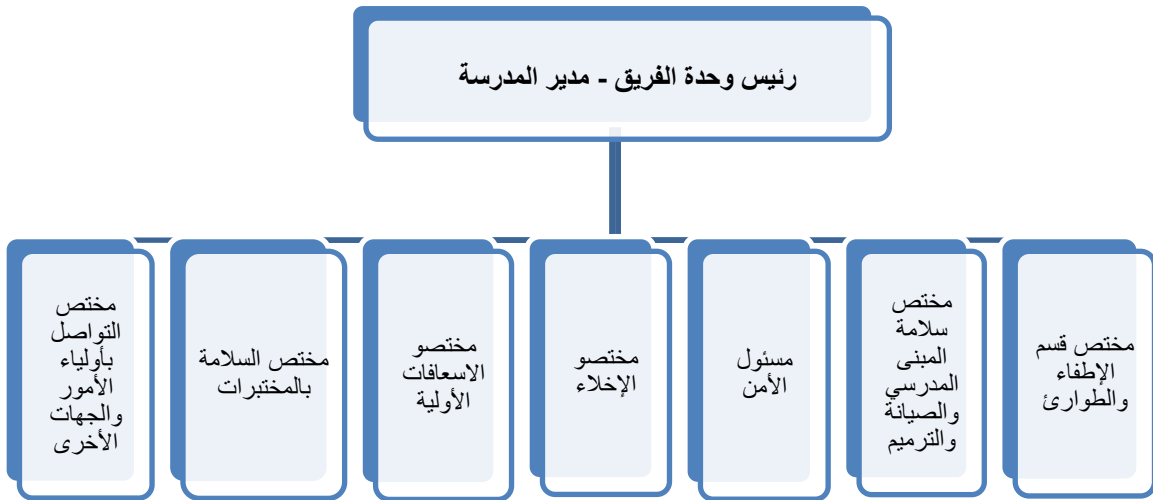 رئيس وحدة الفريق - مدير المدرسة
مختص قسم
الإطفاء
والطوارئ
مختص
سلامة
المبنى
المدرسي
والصيانة
والترميم
مسئول
الأمن
مختصو
الإخلاء
مختصو
الاسعافات
الأولية
مختص السلامة
بالمختبرات
مختص
التواصل
بأولياء
الأمور
والجهات
الأخرى